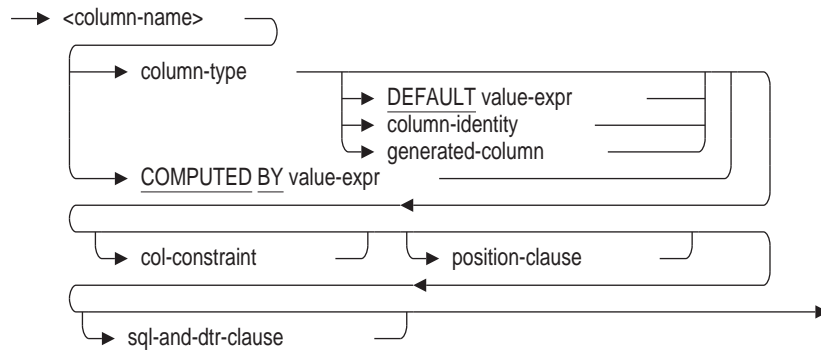 <column-name>
column-type
DEFAULT value-expr
column-identity
generated-column
COMPUTED BY value-expr
col-constraint
position-clause
sql-and-dtr-clause